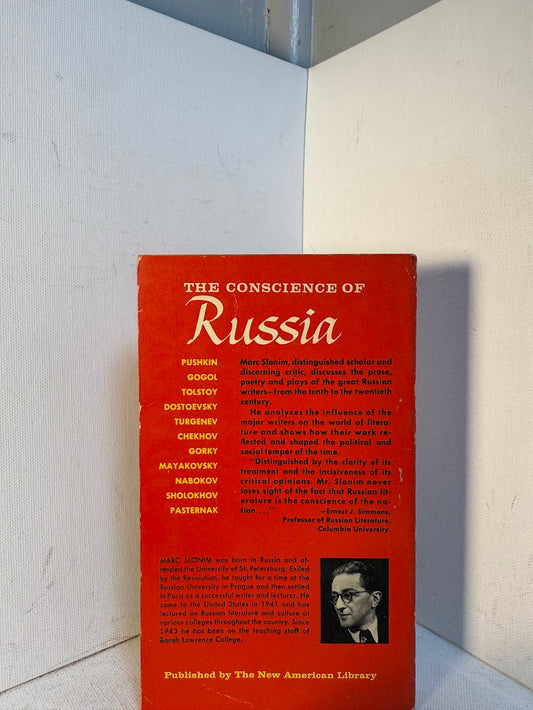 THE CONSCIENCE OF
Russia
PUSHKIN
GOGOL
TOLSTOY
DOSTOEVSKY
TURGENEV
CHEKHOV
GORKY
MAYAKOVSKY
NABOKOV
SHOLOKHOV
PASTERNAK
Marc Slonim, distinguished scholar and
discerning critic, discusses the prose,
poetry and plays of the great Russian
writers—from the tenth to the twentieth
century.
He analyzes the influence of the
major writers on the world of litera-
ture and shows how their work re-
flected and shaped the political and
social temper of the time.
"Distinguished by the clarity of its
treatment and the incisiveness of its
critical opinions. Mr. Slonim never
loses sight of the fact that Russian lit-
erature is the conscience of the na-
tion. . . ."
—Ernest J. Simmons,
Professor of Russian Literature,
Columbia University.
MARC SLONIM was born in Russia and at-
tended the University of St. Petersburg. Exiled
by the Revolution, he taught for a time at the
Russian University in Prague and then settled
in Paris as a successful writer and lecturer. He
came to the United States in 1941 and has
lectured on Russian literature and culture at
various colleges throughout the country. Since
1943 he has been on the teaching staff of
Sarah Lawrence College.
Published by The New American Library